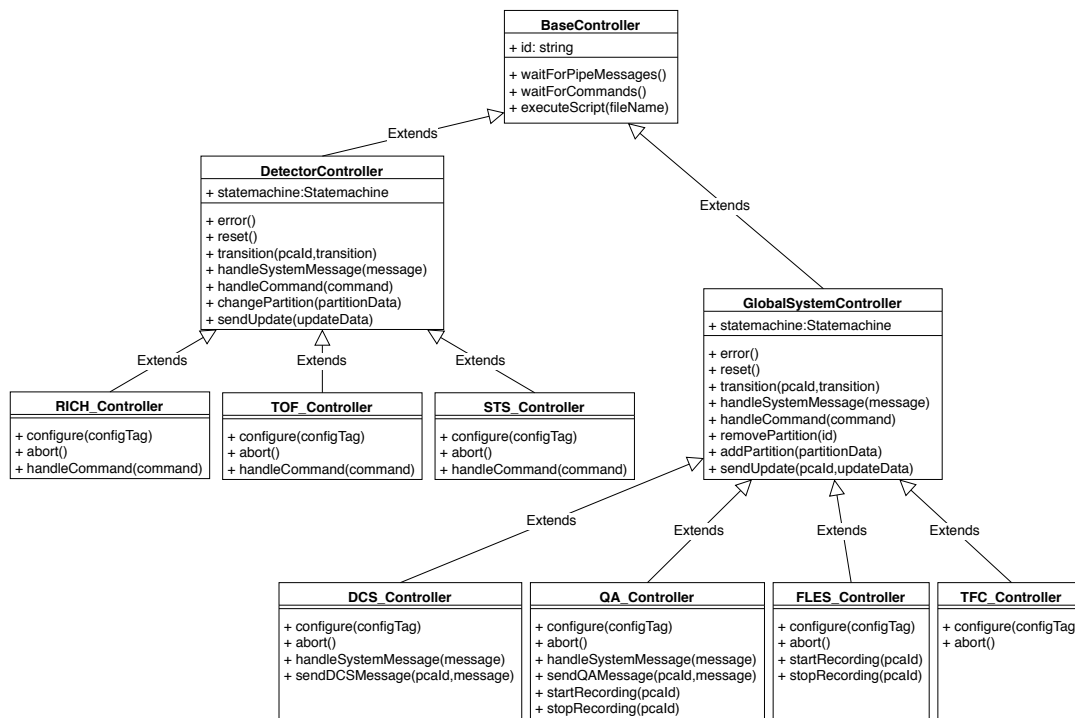 BaseController
+ id: string
+ waitForPipeMessages()
+ waitForCommands()
+ executeScript(fileName)
Extends
Extends
DetectorController
+ statemachine:Statemachine
+ error()
+ reset()
+ transition(pcaId,transition)
+ handleSystemMessage(message)
+ handleCommand(command)
+ changePartition(partitionData)
+ sendUpdate(updateData)
GlobalSystemController
+ statemachine:Statemachine
+ error()
+ reset()
+ transition(pcaId,transition)
+ handleSystemMessage(message)
+ handleCommand(command)
+ removePartition(id)
+ addPartition(partitionData)
+ sendUpdate(pcaId,updateData)
Extends
Extends
Extends
RICH_Controller
+ configure(configTag)
+ abort()
+ handleCommand(command)
TOF_Controller
+ configure(configTag)
+ abort()
+ handleCommand(command)
STS_Controller
+ configure(configTag)
+ abort()
+ handleCommand(command)
Extends
Extends
Extends
Extends
DCS_Controller
+ configure(configTag)
+ abort()
+ handleSystemMessage(message)
+ sendDCSMessage(pcaId,message)
QA_Controller
+ configure(configTag)
+ abort()
+ handleSystemMessage(message)
+ sendQAMessage(pcaId,message)
+ startRecording(pcaId)
+ stopRecording(pcaId)
FLES_Controller
+ configure(configTag)
+ abort()
+ startRecording(pcaId)
+ stopRecording(pcaId)
TFC_Controller
+ configure(configTag
+ abort()